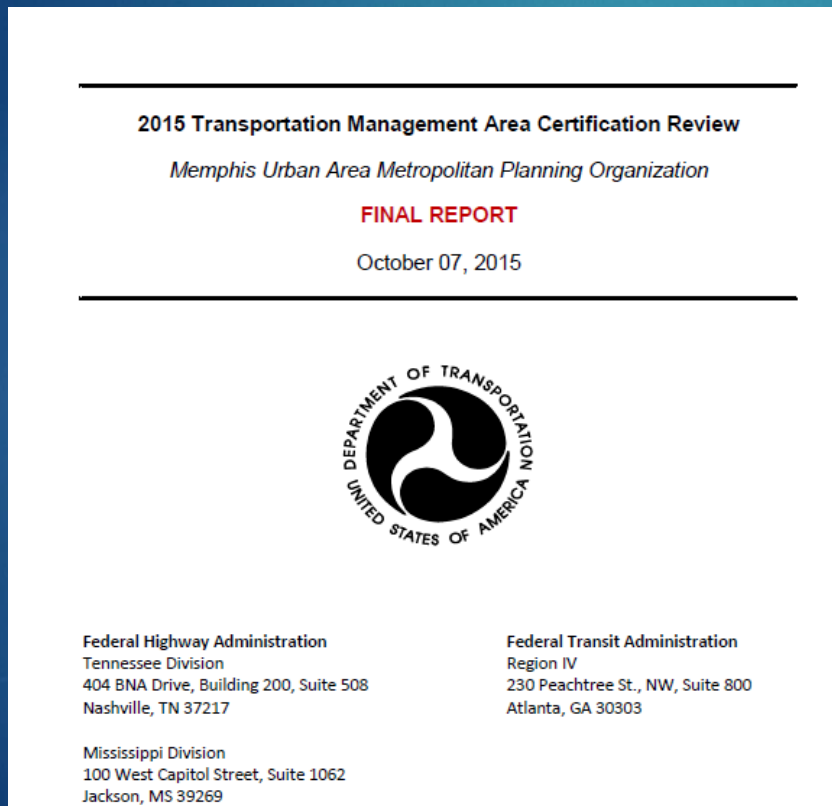 2015 Transportation Management Area Certification Review
Memphis Urban Area Metropolitan Planning Organization
FINAL REPORT
October 07, 2015
DEPARTMENT OF TRANSPORTATION
UNITED STATES OF AMERICA
Federal Highway Administration
Tennessee Division
404 BNA Drive, Building 200, Suite 508
Nashville, TN 37217
Mississippi Division
100 West Capitol Street, Suite 1062
Jackson, MS 39269
Federal Transit Administration
Region IV
230 Peachtree St., NW, Suite 800
Atlanta, GA 30303